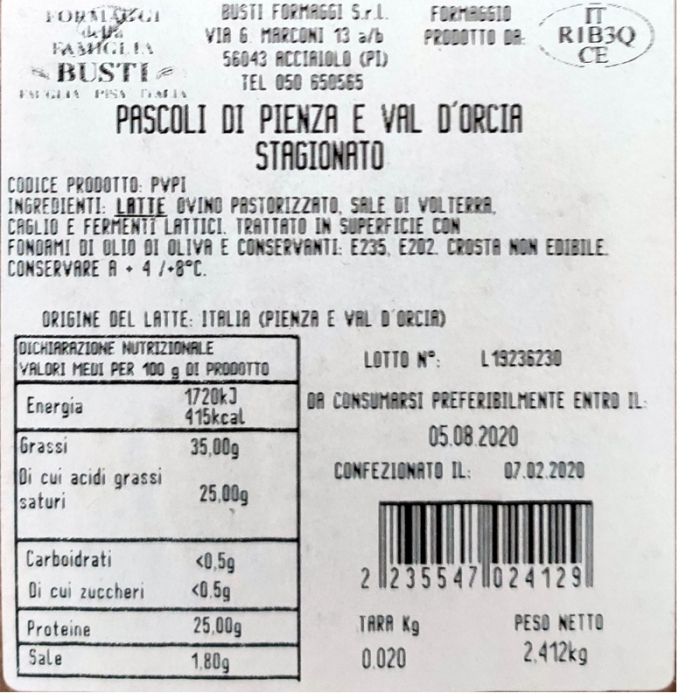 FORMAGGI
della
FAMIGLIA
BUSTI
FAUGLIA PISA ITALIA
BUSTI FORMAGGI S.r.l.
VIA G MARCONI 13 a/b
56043 ACCIAIOLO (PI)
TEL 050 650565
FORMAGGIO
PRODOTTO DA:
IT
R1B3Q
CE
PASCOLI DI PIENZA E VAL D'ORCIA
STAGIONATO
CODICE PRODOTTO: PVPI
INGREDIENTI: LATTE OVINO PASTORIZZATO, SALE DI VOLTERRA,
CAGLIO E FERMENTI LATTICI. TRATTATO IN SUPERFICIE CON
FONDAMI DI OLIO DI OLIVA E CONSERVANTI: E235, E202. CROSTA NON EDIBILE.
CONSERVARE A + 4 /+8°C.
ORIGINE DEL LATTE: ITALIA (PIENZA E VAL D'ORCIA)
DICHIARAZIONE NUTRIZIONALE
VALORI MEDI PER 100 g DI PRODOTTO
Energia 1720kJ
415kcal
Grassi 35,00g
Di cui acidi grassi
saturi 25,00g
Carboidrati <0,5g
Di cui zuccheri <0,5g
Proteine 25,00g
Sale 1,80g
LOTTO N°: L19236230
DA CONSUMARSI PREFERIBILMENTE ENTRO IL:
05.08.2020
CONFEZIONATO IL: 07.02.2020
2 235547 024129
TARA Kg PESO NETTO
0.020 2,412kg